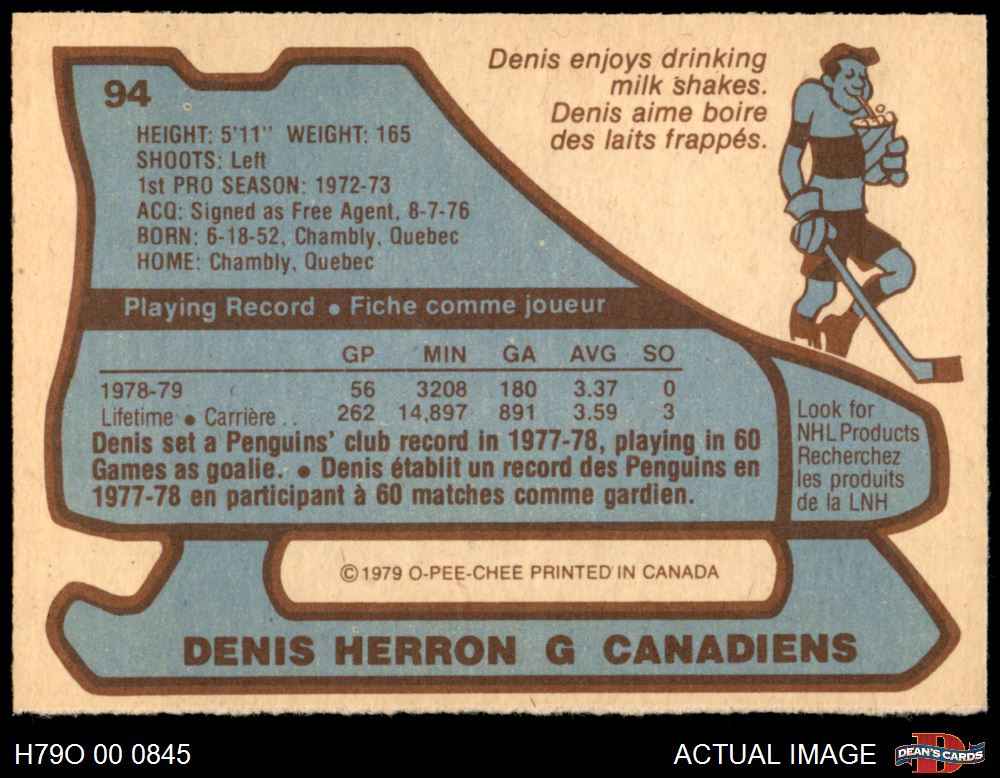 Denis enjoys drinking
milk shakes.
Denis aime boire
des laits frappés.
94
HEIGHT: 5'11" WEIGHT: 165
SHOOTS: Left
1st PRO SEASON: 1972-73
ACQ: Signed as Free Agent, 8-7-76
BORN: 6-18-52, Chambly, Quebec
HOME: Chambly, Quebec
Playing Record • Fiche comme joueur
GP MIN GA AVG SO
1978-79 56 3208 180 3.37 0
Lifetime • Carrière .. 262 14,897 891 3.59 3
Denis set a Penguins' club record in 1977-78, playing in 60
Games as goalie. • Denis établit un record des Penguins en
1977-78 en participant à 60 matches comme gardien.
Look for
NHL Products
Recherchez
les produits
de la LNH
© 1979 O-PEE-CHEE PRINTED IN CANADA
DENIS HERRON G CANADIENS
H79O 00 0845
ACTUAL IMAGE
DEAN'S CARDS